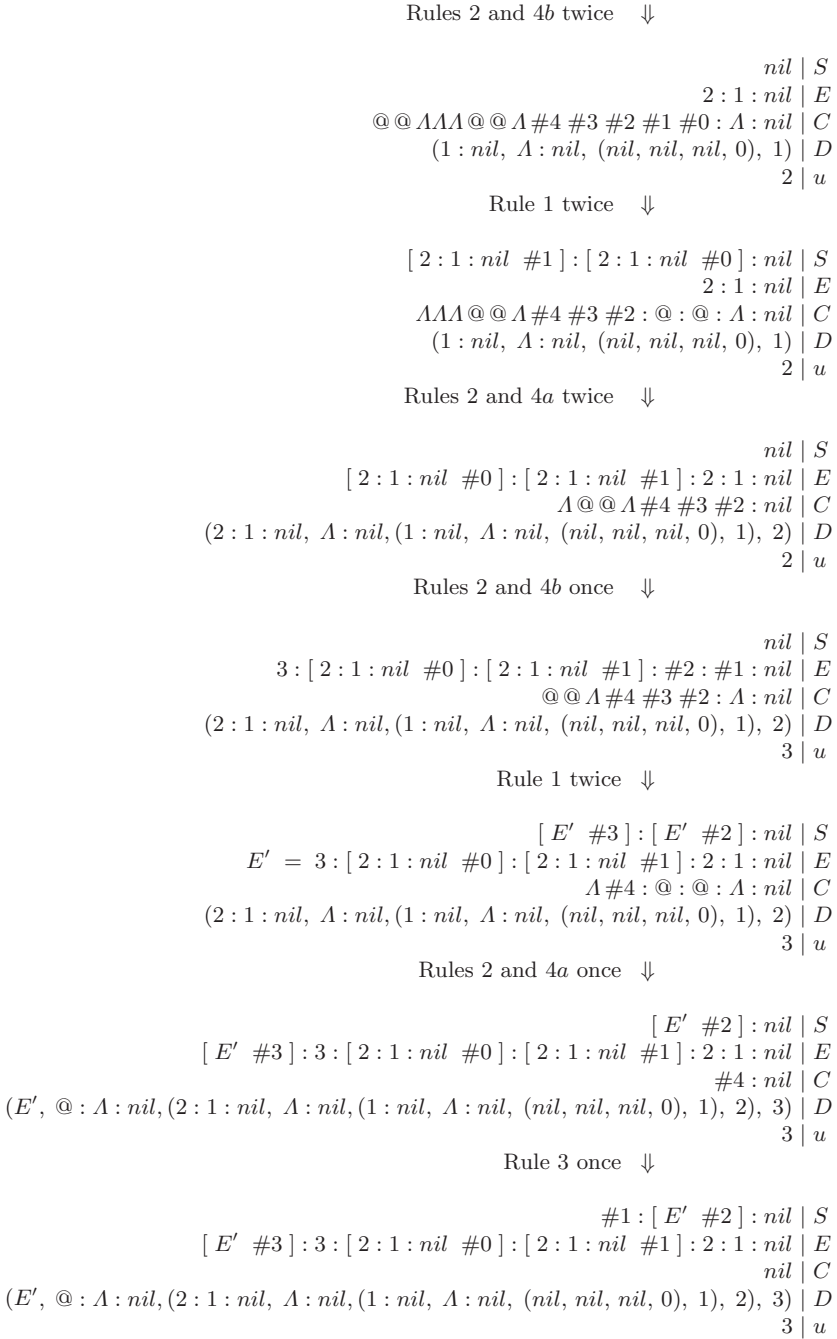 Rules 2 and 4b twice ⇓
nil | S
2 : 1 : nil | E
@ @ ΛΛΛ @ @ Λ #4 #3 #2 #1 #0 : Λ : nil | C
(1 : nil, Λ : nil, (nil, nil, nil, 0), 1) | D
2 | u
Rule 1 twice ⇓
[ 2 : 1 : nil #1 ] : [ 2 : 1 : nil #0 ] : nil | S
2 : 1 : nil | E
ΛΛΛ @ @ Λ #4 #3 #2 : @ : @ : Λ : nil | C
(1 : nil, Λ : nil, (nil, nil, nil, 0), 1) | D
2 | u
Rules 2 and 4a twice ⇓
nil | S
[ 2 : 1 : nil #0 ] : [ 2 : 1 : nil #1 ] : 2 : 1 : nil | E
Λ @ @ Λ #4 #3 #2 : nil | C
(2 : 1 : nil, Λ : nil, (1 : nil, Λ : nil, (nil, nil, nil, 0), 1), 2) | D
2 | u
Rules 2 and 4b once ⇓
nil | S
3 : [ 2 : 1 : nil #0 ] : [ 2 : 1 : nil #1 ] : #2 : #1 : nil | E
@ @ Λ #4 #3 #2 : Λ : nil | C
(2 : 1 : nil, Λ : nil, (1 : nil, Λ : nil, (nil, nil, nil, 0), 1), 2) | D
3 | u
Rule 1 twice ⇓
[ E′ #3 ] : [ E′ #2 ] : nil | S
E′ = 3 : [ 2 : 1 : nil #0 ] : [ 2 : 1 : nil #1 ] : 2 : 1 : nil | E
Λ #4 : @ : @ : Λ : nil | C
(2 : 1 : nil, Λ : nil, (1 : nil, Λ : nil, (nil, nil, nil, 0), 1), 2) | D
3 | u
Rules 2 and 4a once ⇓
[ E′ #2 ] : nil | S
[ E′ #3 ] : 3 : [ 2 : 1 : nil #0 ] : [ 2 : 1 : nil #1 ] : 2 : 1 : nil | E
#4 : nil | C
(E′, @ : Λ : nil, (2 : 1 : nil, Λ : nil, (1 : nil, Λ : nil, (nil, nil, nil, 0), 1), 2), 3) | D
3 | u
Rule 3 once ⇓
#1 : [ E′ #2 ] : nil | S
[ E′ #3 ] : 3 : [ 2 : 1 : nil #0 ] : [ 2 : 1 : nil #1 ] : 2 : 1 : nil | E
nil | C
(E′, @ : Λ : nil, (2 : 1 : nil, Λ : nil, (1 : nil, Λ : nil, (nil, nil, nil, 0), 1), 2), 3) | D
3 | u